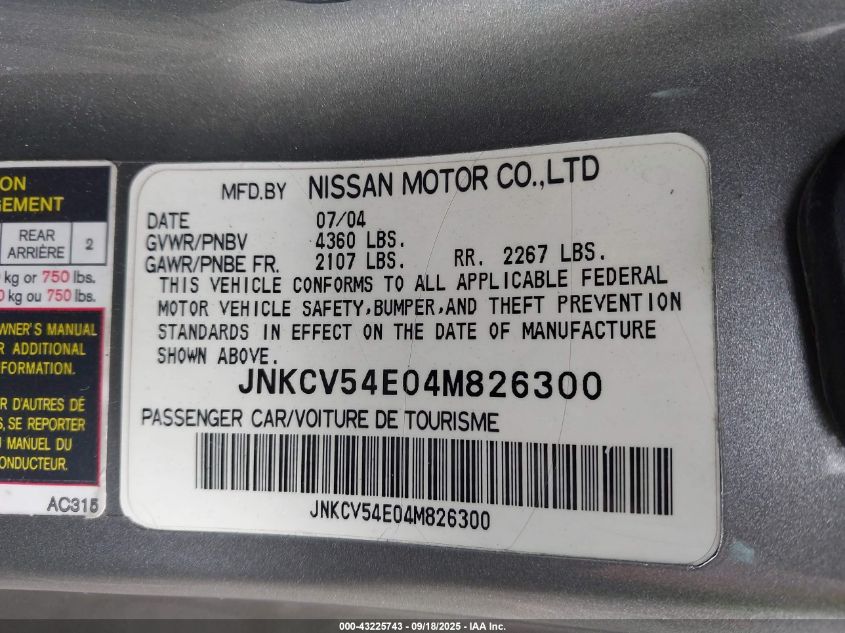 ON
GEMENT
REAR
ARRIÈRE
2
kg or 750 lbs.
0 kg ou 750 lbs.
WNER'S MANUAL
R ADDITIONAL
FORMATION.
R D'AUTRES DÉ
S, SE REPORTER
U MANUEL DU
ONDUCTEUR.
AC315
MFD.BY NISSAN MOTOR CO.,LTD
DATE 07/04
GVWR/PNBV 4360 LBS.
GAWR/PNBE FR. 2107 LBS. RR. 2267 LBS.
THIS VEHICLE CONFORMS TO ALL APPLICABLE FEDERAL
MOTOR VEHICLE SAFETY,BUMPER,AND THEFT PREVENTION
STANDARDS IN EFFECT ON THE DATE OF MANUFACTURE
SHOWN ABOVE.
JNKCV54E04M826300
PASSENGER CAR/VOITURE DE TOURISME
JNKCV54E04M826300
000-43225743 - 09/18/2025 - IAA Inc.